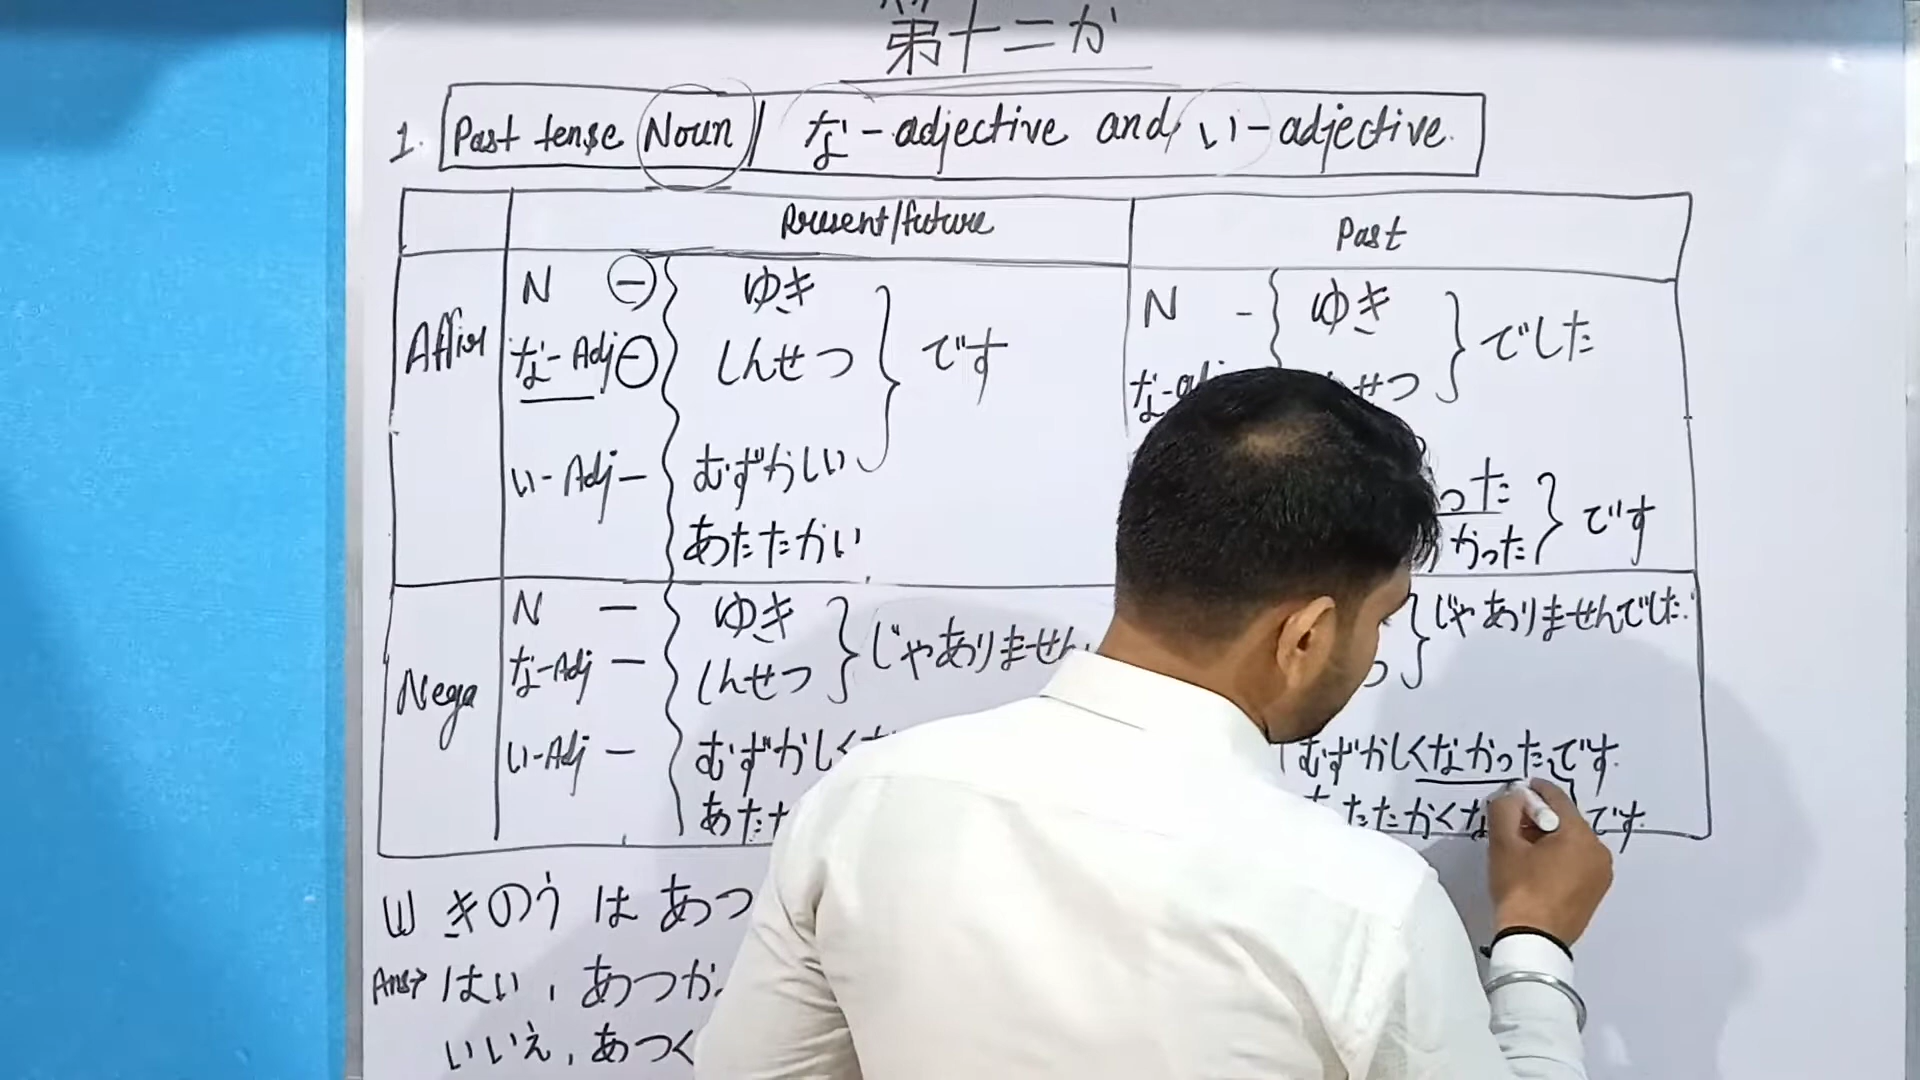 第十二か
1. Past tense Noun / な-adjective and い-adjective.
Present/future Past
Affir N - ゆき です N - ゆき でした
な-Adj - しんせつ な-adj せつ
い-Adj - むずかしい った です
あたたかい かった
Nega N - ゆき じゃありません じゃありませんでした.
な-Adj - しんせつ つ
い-Adj - むずかしく むずかしくなかったです.
あたた たたかくな です.
きのう は あつ
Ans→ はい, あつか
いいえ, あつく